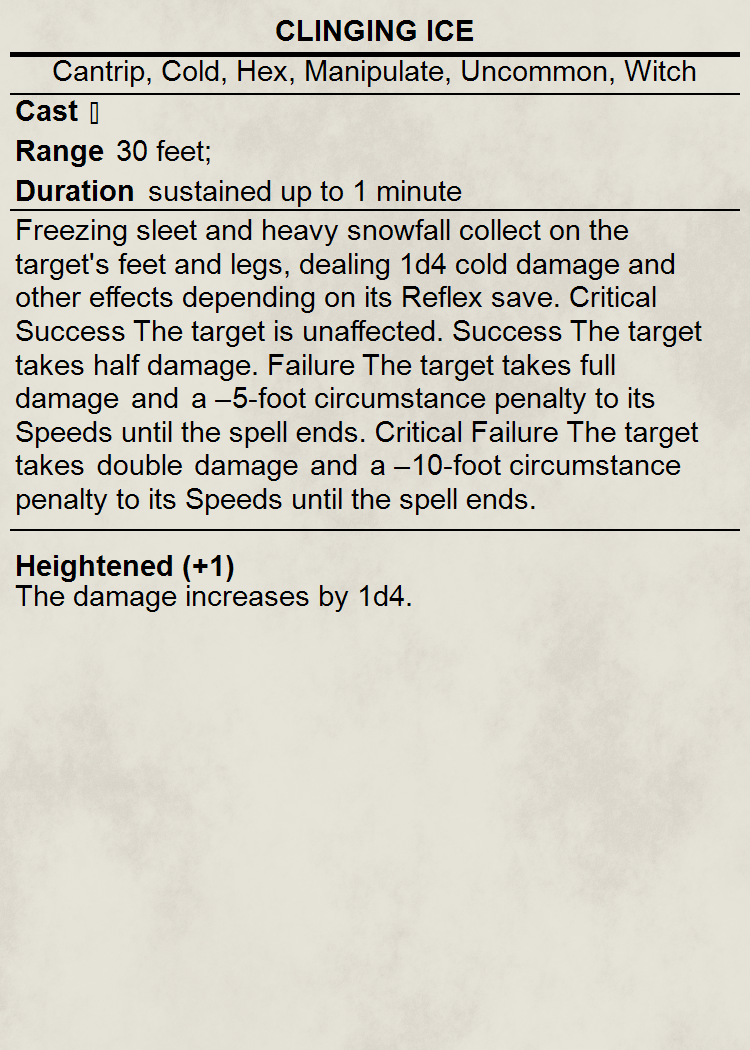 CLINGING ICE
Cantrip, Cold, Hex, Manipulate, Uncommon, Witch
Cast ▯
Range 30 feet;
Duration sustained up to 1 minute
Freezing sleet and heavy snowfall collect on the
target's feet and legs, dealing 1d4 cold damage and
other effects depending on its Reflex save. Critical
Success The target is unaffected. Success The target
takes half damage. Failure The target takes full
damage and a –5-foot circumstance penalty to its
Speeds until the spell ends. Critical Failure The target
takes double damage and a –10-foot circumstance
penalty to its Speeds until the spell ends.
Heightened (+1)
The damage increases by 1d4.